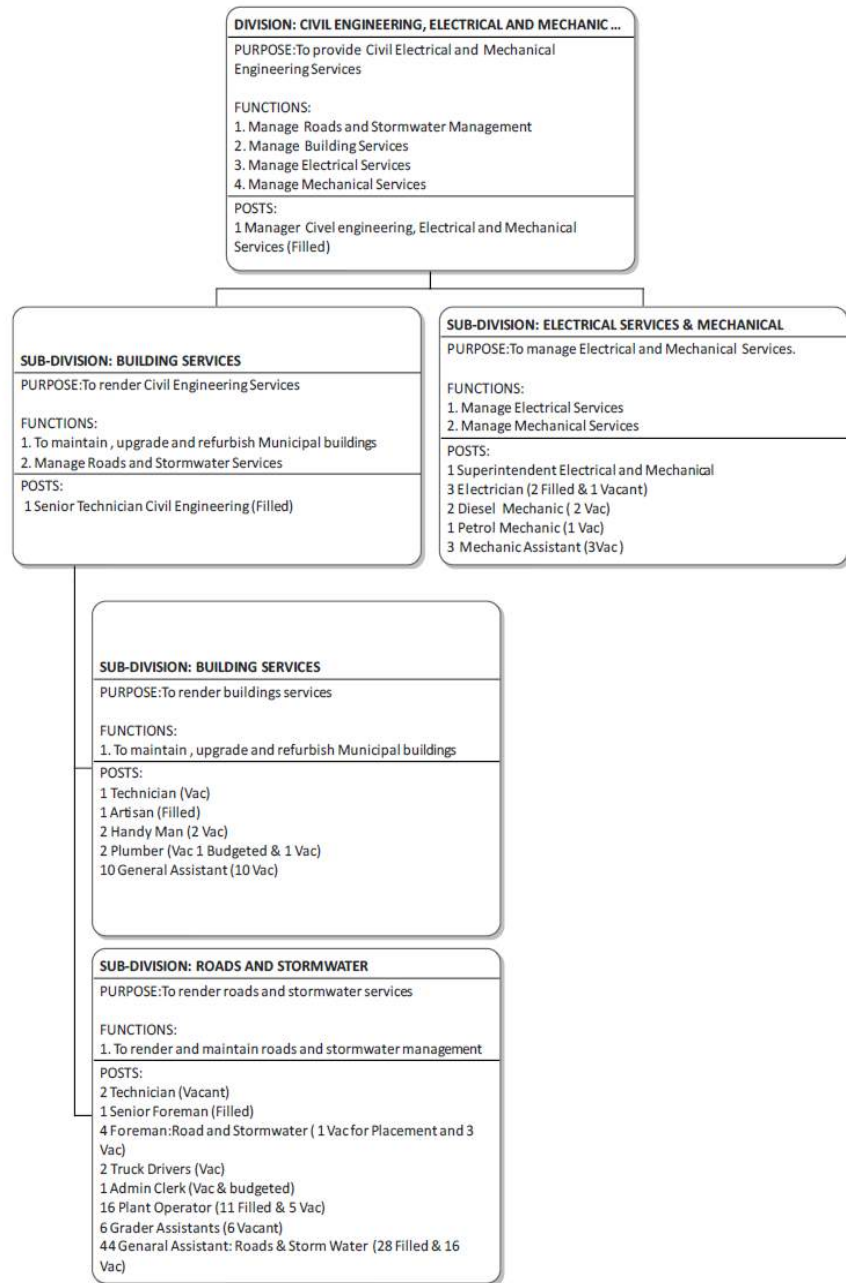 DIVISION: CIVIL ENGINEERING, ELECTRICAL AND MECHANIC ...
PURPOSE:To provide Civil Electrical and Mechanical
Engineering Services
FUNCTIONS:
1. Manage Roads and Stormwater Management
2. Manage Building Services
3. Manage Electrical Services
4. Manage Mechanical Services
POSTS:
1 Manager Civel engineering, Electrical and Mechanical
Services (Filled)
SUB-DIVISION: BUILDING SERVICES
PURPOSE:To render Civil Engineering Services
FUNCTIONS:
1. To maintain , upgrade and refurbish Municipal buildings
2. Manage Roads and Stormwater Services
POSTS:
1 Senior Technician Civil Engineering (Filled)
SUB-DIVISION: ELECTRICAL SERVICES & MECHANICAL
PURPOSE:To manage Electrical and Mechanical Services.
FUNCTIONS:
1. Manage Electrical Services
2. Manage Mechanical Services
POSTS:
1 Superintendent Electrical and Mechanical
3 Electrician (2 Filled & 1 Vacant)
2 Diesel Mechanic ( 2 Vac)
1 Petrol Mechanic (1 Vac)
3 Mechanic Assistant (3Vac )
SUB-DIVISION: BUILDING SERVICES
PURPOSE:To render buildings services
FUNCTIONS:
1. To maintain , upgrade and refurbish Municipal buildings
POSTS:
1 Technician (Vac)
1 Artisan (Filled)
2 Handy Man (2 Vac)
2 Plumber (Vac 1 Budgeted & 1 Vac)
10 General Assistant (10 Vac)
SUB-DIVISION: ROADS AND STORMWATER
PURPOSE:To render roads and stormwater services
FUNCTIONS:
1. To render and maintain roads and stormwater management
POSTS:
2 Technician (Vacant)
1 Senior Foreman (Filled)
4 Foreman:Road and Stormwater ( 1 Vac for Placement and 3
Vac)
2 Truck Drivers (Vac)
1 Admin Clerk (Vac & budgeted)
16 Plant Operator (11 Filled & 5 Vac)
6 Grader Assistants (6 Vacant)
44 Genaral Assistant: Roads & Storm Water (28 Filled & 16
Vac)